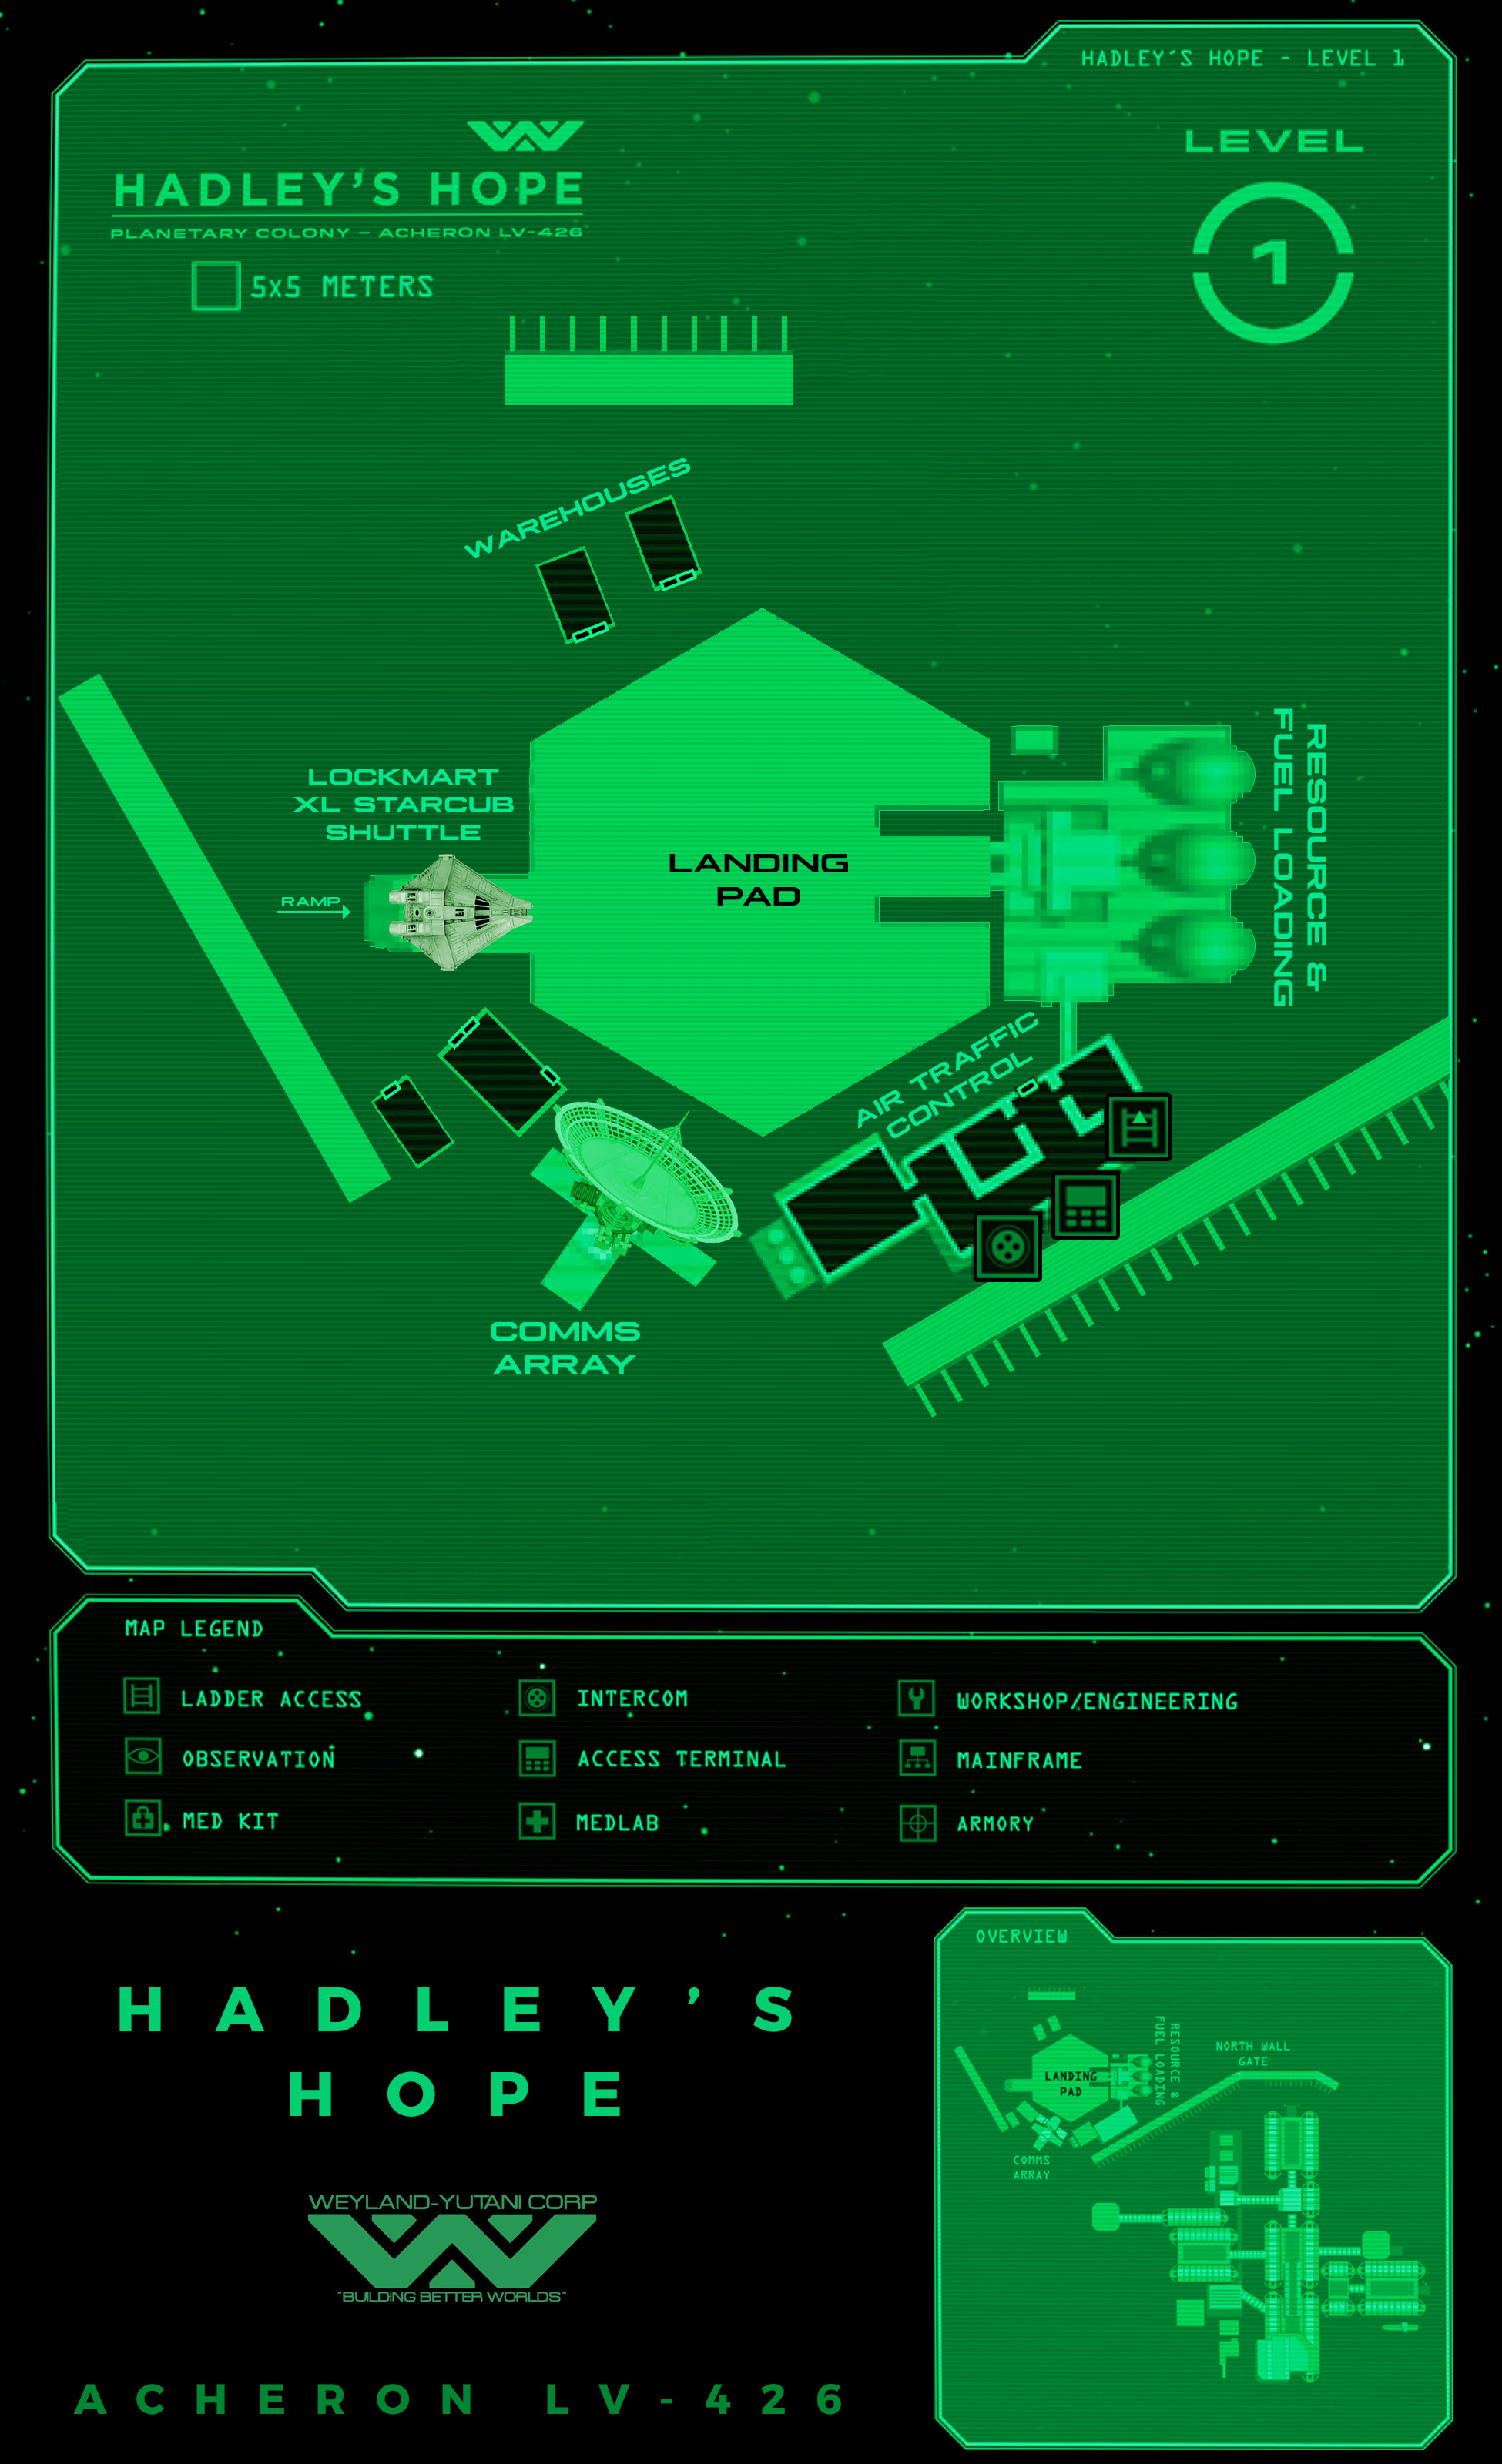 HADLEY'S HOPE - LEVEL 1
HADLEY'S HOPE
PLANETARY COLONY – ACHERON LV-426
5x5 METERS
LEVEL
1
WAREHOUSES
LOCKMART
XL STARCUB
SHUTTLE
RAMP
LANDING
PAD
RESOURCE &
FUEL LOADING
AIR TRAFFIC
CONTROL
COMMS
ARRAY
MAP LEGEND
LADDER ACCESS
INTERCOM
WORKSHOP/ENGINEERING
OBSERVATION
ACCESS TERMINAL
MAINFRAME
MED KIT
MEDLAB
ARMORY
HADLEY'S
HOPE
WEYLAND-YUTANI CORP
"BUILDING BETTER WORLDS"
ACHERON LV-426
OVERVIEW
RESOURCE &
FUEL LOADING
NORTH WALL
GATE
LANDING
PAD
COMMS
ARRAY